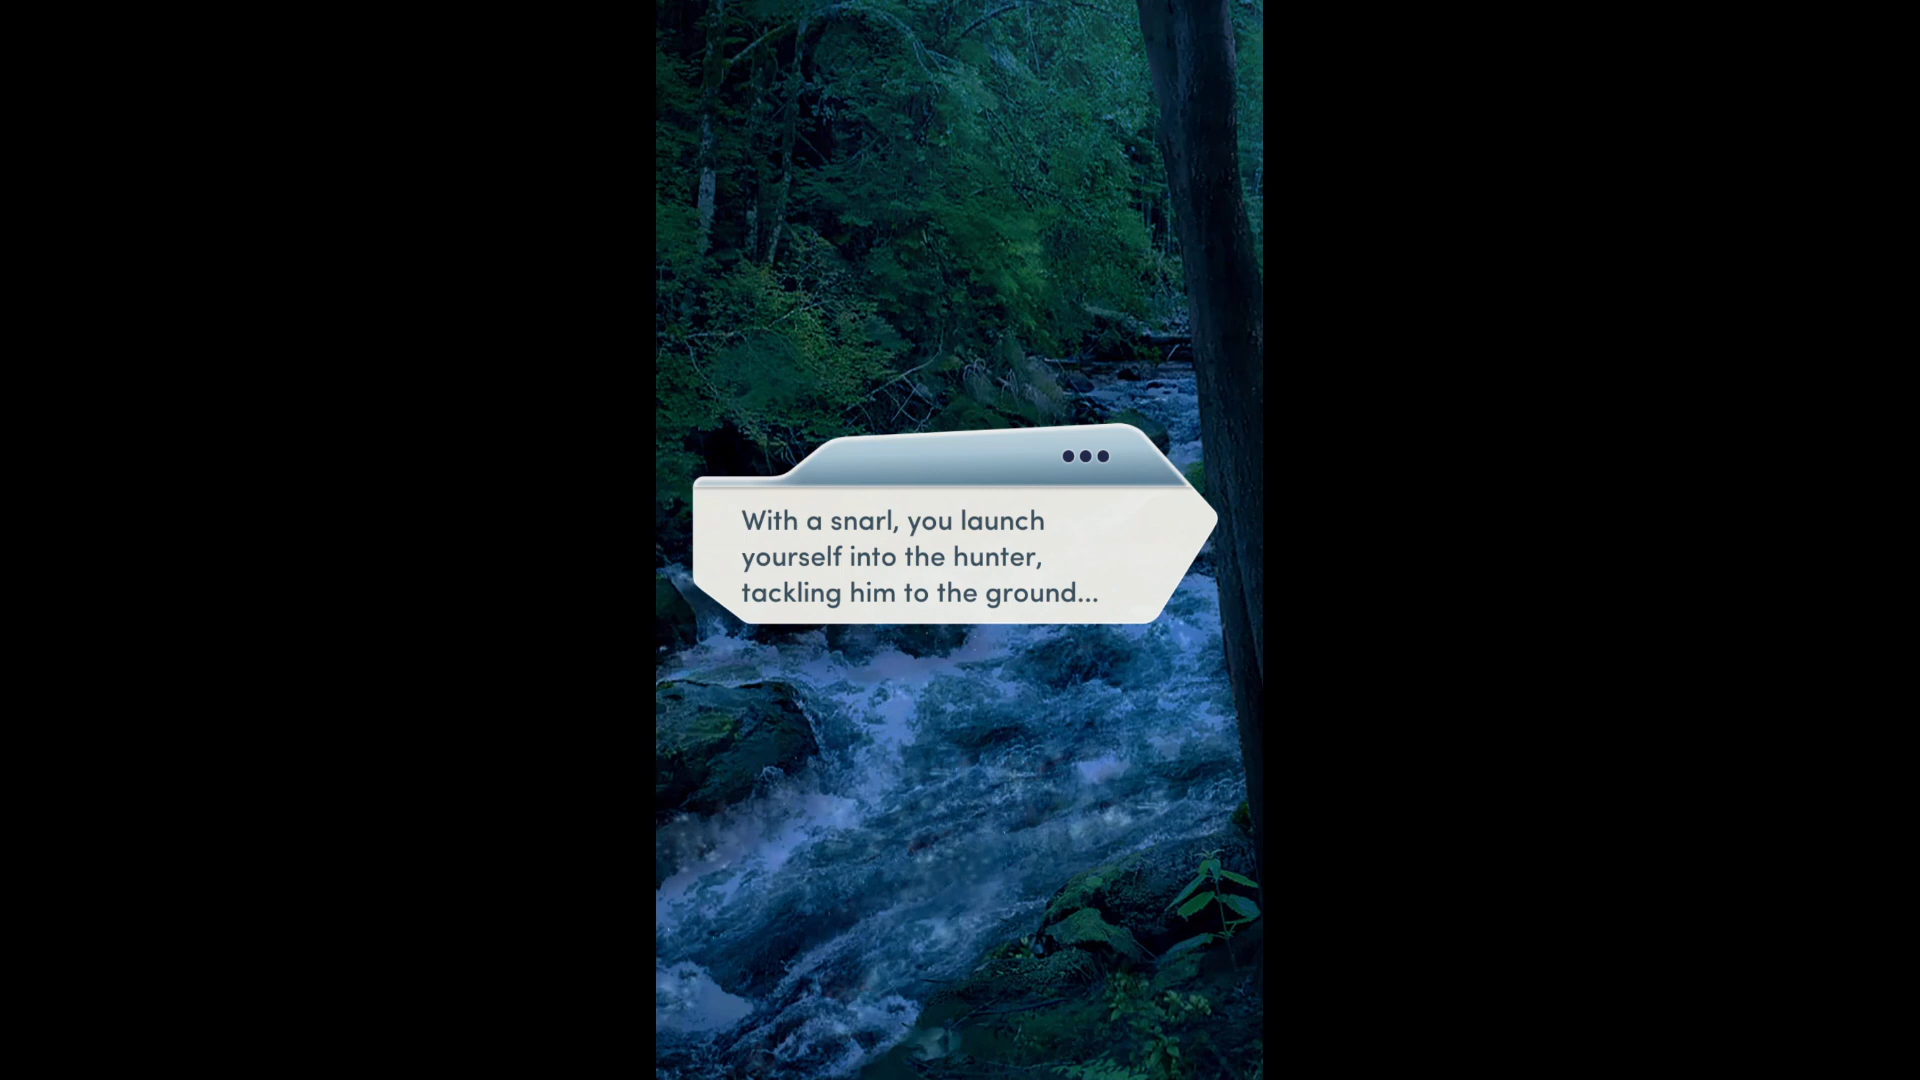 With a snarl, you launch
yourself into the hunter,
tackling him to the ground...